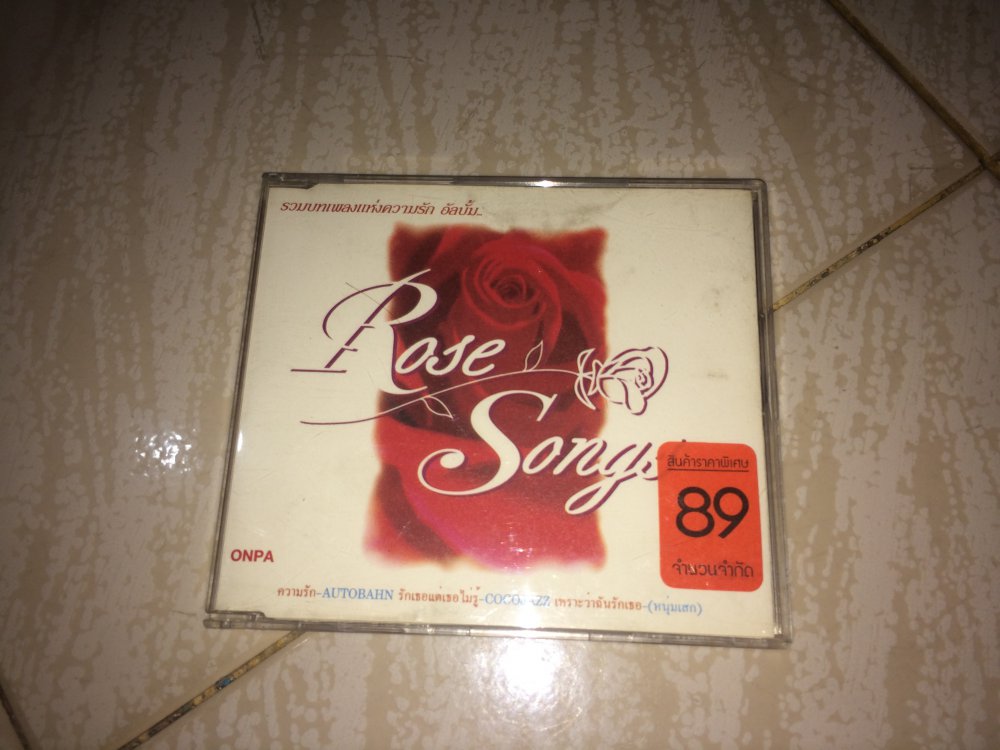 รวมบทเพลงแห่งความรัก อัลบั้ม..
Rose
Songs
สินค้าราคาพิเศษ
89
จำนวนจำกัด
ONPA
ความรัก-AUTOBAHN รักเธอแต่เธอไม่รู้-COCOJAZZ เพราะว่าฉันรักเธอ-(หนุ่มเสก)